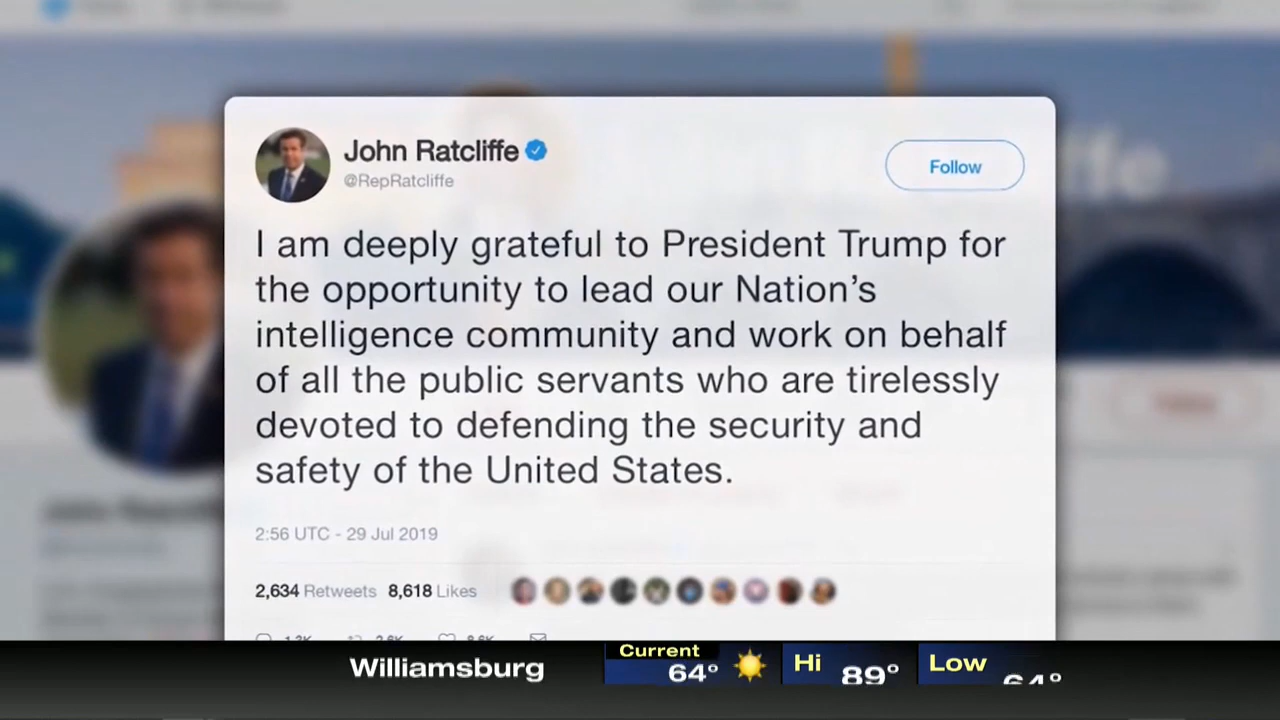 John Ratcliffe
@RepRatcliffe
Follow
I am deeply grateful to President Trump for
the opportunity to lead our Nation’s
intelligence community and work on behalf
of all the public servants who are tirelessly
devoted to defending the security and
safety of the United States.
2:56 UTC - 29 Jul 2019
2,634 Retweets 8,618 Likes
Williamsburg
Current
64°
Hi 89°
Low 64°